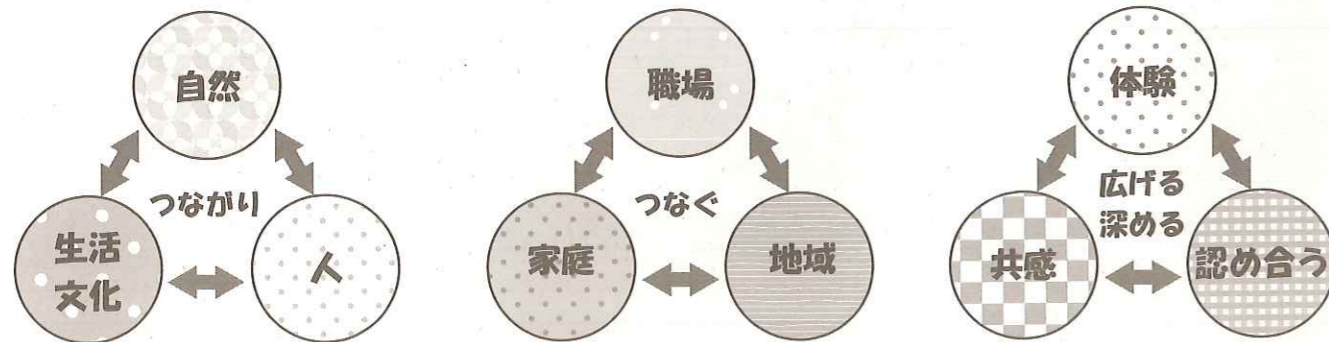 自然
つながり
生活
文化
人
職場
つなぐ
家庭
地域
体験
広げる
深める
共感
認め合う